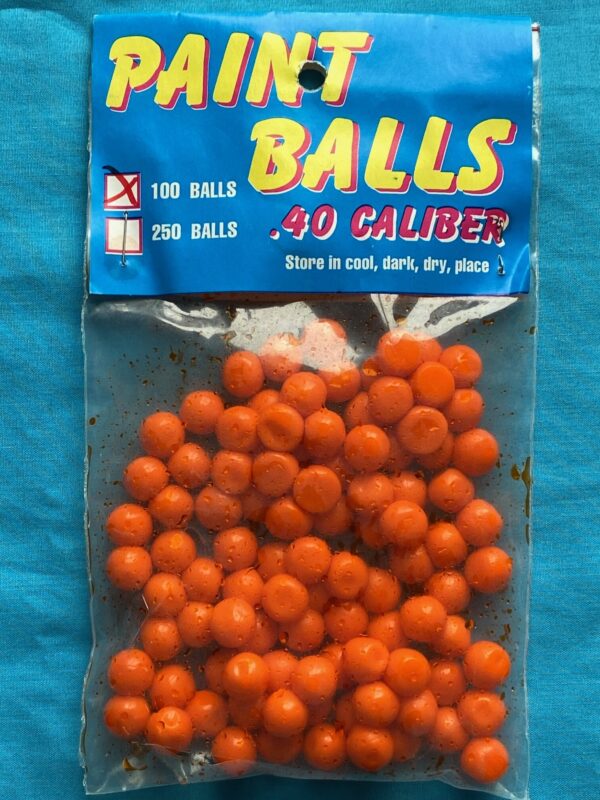 PAINT
BALLS
100 BALLS
250 BALLS
.40 CALIBER
Store in cool, dark, dry, place